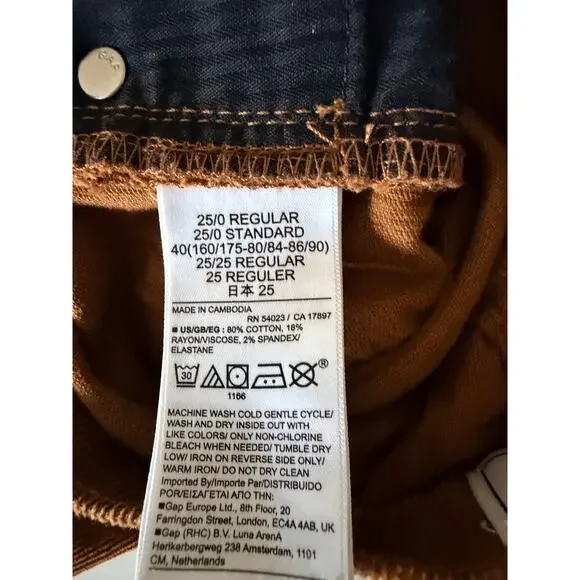 GAP
25/0 REGULAR
25/0 STANDARD
40(160/175-80/84-86/90)
25/25 REGULAR
25 REGULER
日本 25
MADE IN CAMBODIA
RN 54023 / CA 17897
■ US/GB/EG : 80% COTTON, 18%
RAYON/VISCOSE, 2% SPANDEX/
ELASTANE
30
®
1166
MACHINE WASH COLD GENTLE CYCLE/
WASH AND DRY INSIDE OUT WITH
LIKE COLORS/ ONLY NON-CHLORINE
BLEACH WHEN NEEDED/ TUMBLE DRY
LOW/ IRON ON REVERSE SIDE ONLY/
WARM IRON/ DO NOT DRY CLEAN
Imported By/Importe Par/DISTRIBUIDO
POR/ΕΙΣΑΓΕΤΑΙ ΑΠΟ ΤΗΝ:
■Gap Europe Ltd., 8th Floor, 20
Farringdon Street, London, EC4A 4AB, UK
■Gap (RHC) B.V. Luna ArenA
Herikerbergweg 238 Amsterdam, 1101
CM, Netherlands